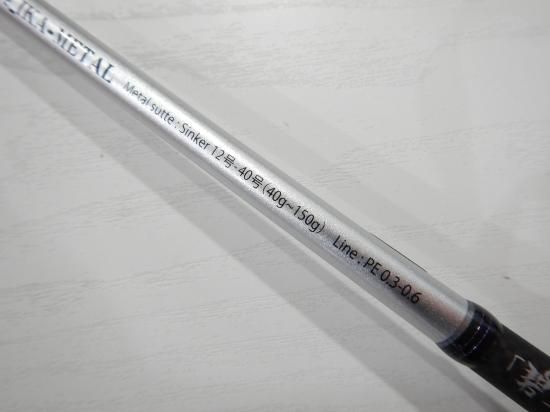 IKA-METAL Metal sutte : Sinker 12号-40号(40g~150g) Line : PE 0.3-0.6